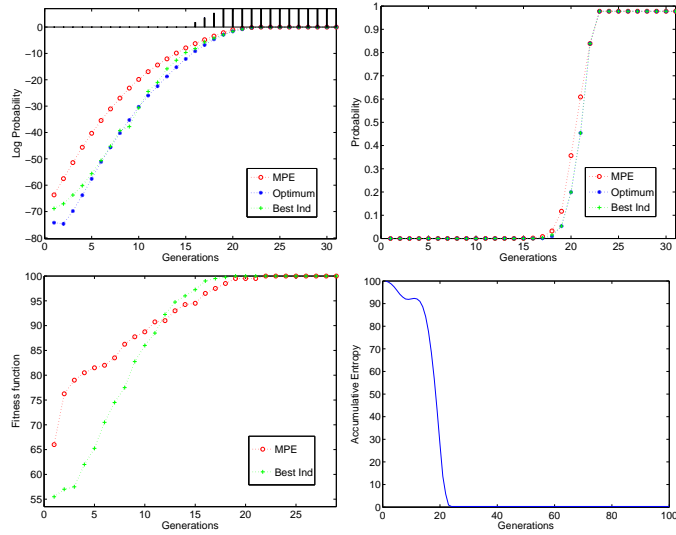 0
−10
−20
−30
−40
−50
−60
−70
−80
Log Probability
0 5 10 15 20 25 30
Generations
MPE
Optimum
Best Ind
1
0.9
0.8
0.7
0.6
0.5
0.4
0.3
0.2
0.1
0
Probability
0 5 10 15 20 25 30
Generations
MPE
Optimum
Best Ind
100
95
90
85
80
75
70
65
60
55
Fitness function
0 5 10 15 20 25
Generations
MPE
Best Ind
100
90
80
70
60
50
40
30
20
10
0
Accumulative Entropy
0 20 40 60 80 100
Generations